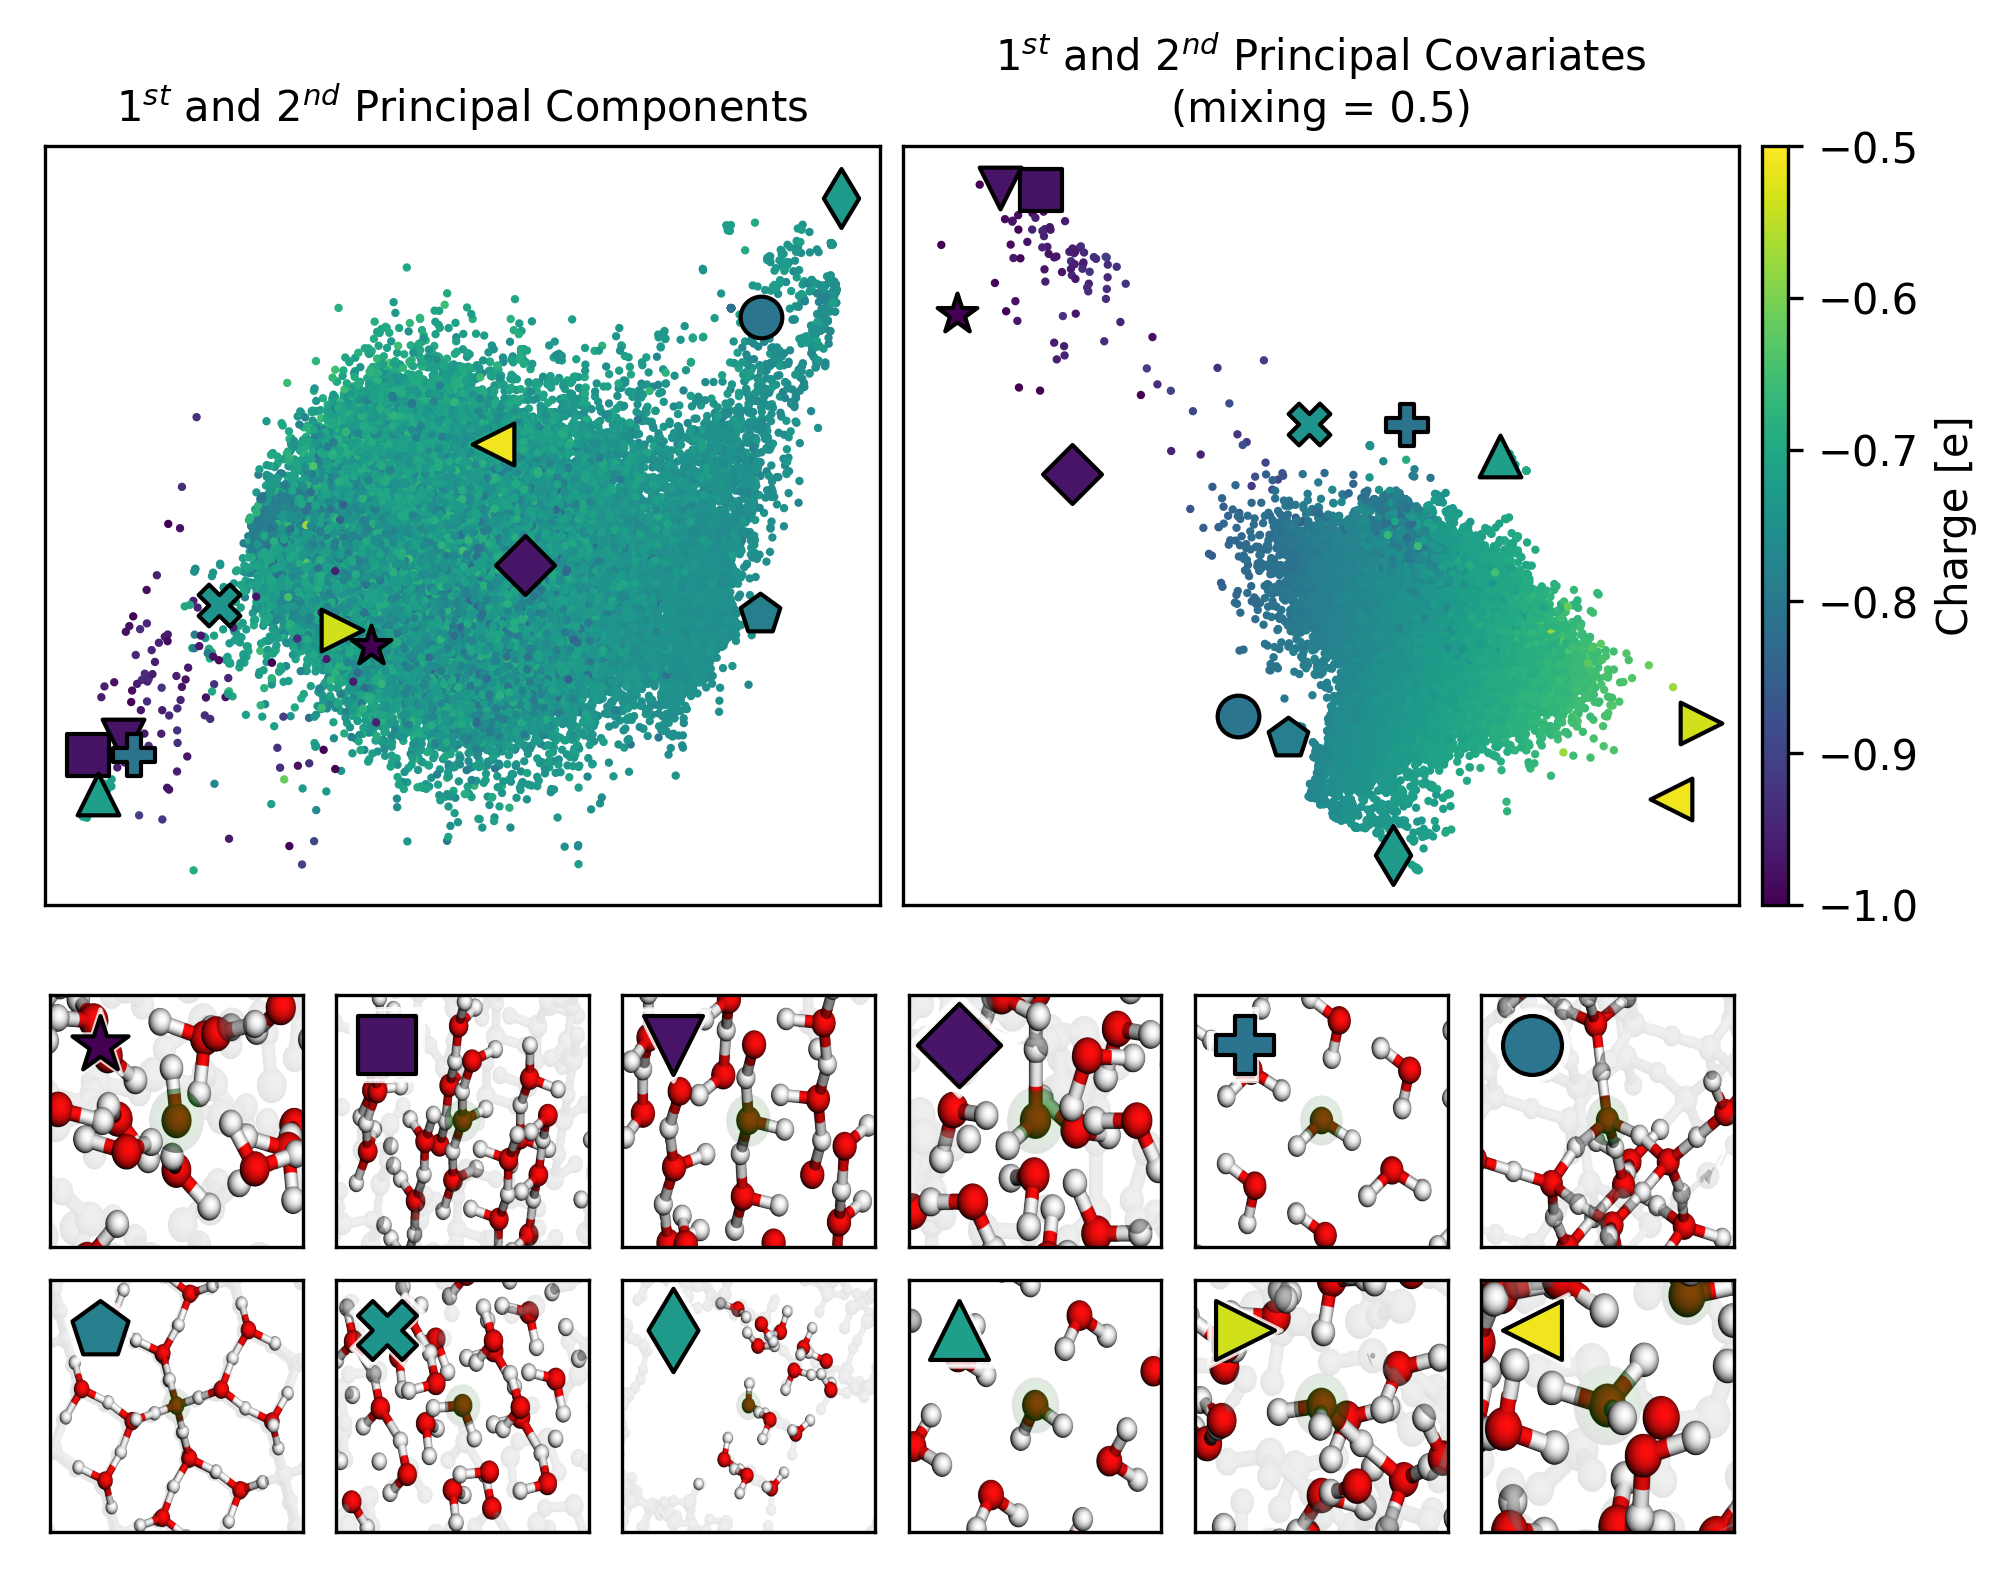 1st and 2nd Principal Components
1st and 2nd Principal Covariates
(mixing = 0.5)
−0.5
−0.6
−0.7
−0.8
−0.9
−1.0
Charge [e]